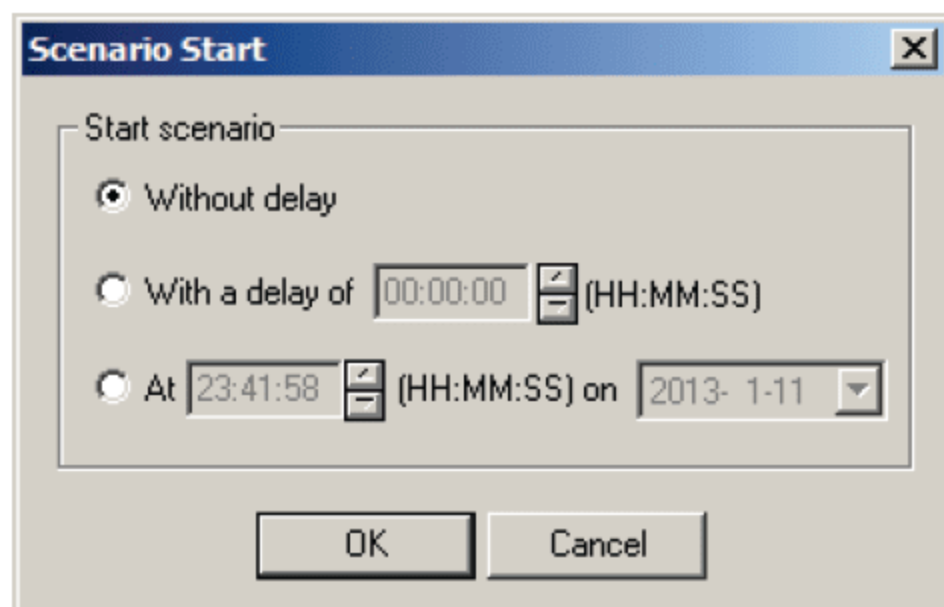 Scenario Start
Start scenario
Without delay
With a delay of 00:00:00 (HH:MM:SS)
At 23:41:58 (HH:MM:SS) on 2013- 1-11
OK Cancel